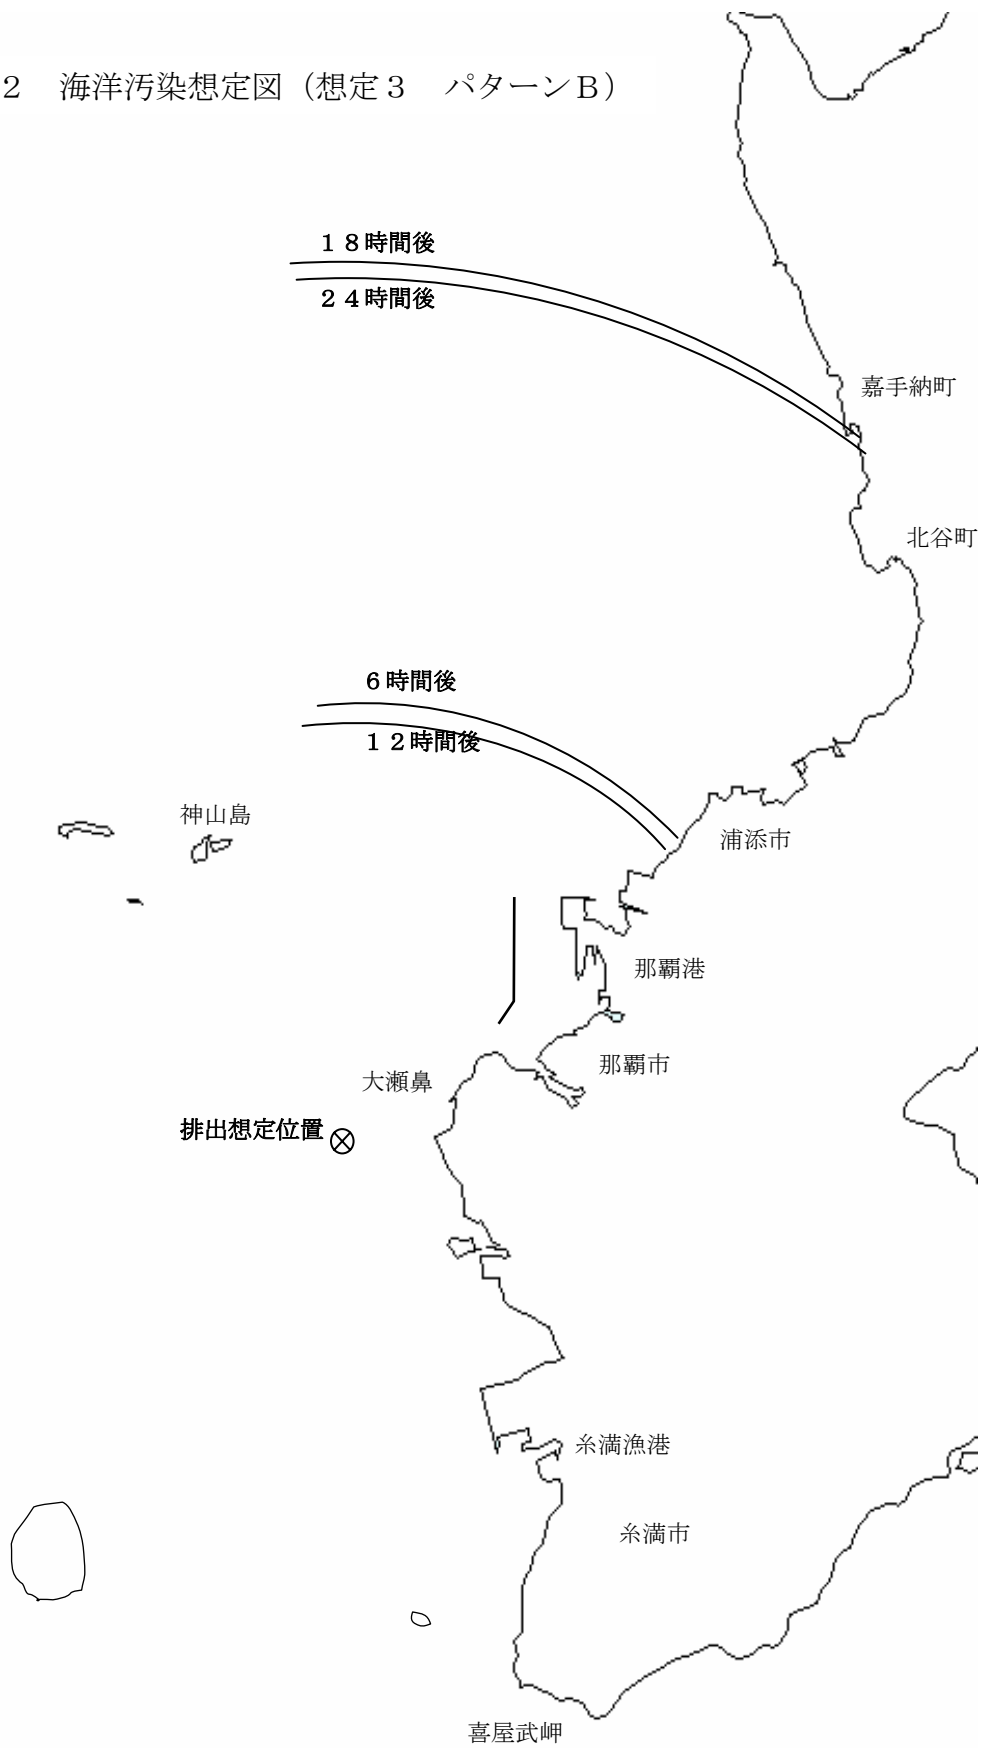 ２　海洋汚染想定図（想定３　パターンＢ）
１８時間後
２４時間後
嘉手納町
北谷町
６時間後
１２時間後
神山島
浦添市
那覇港
那覇市
大瀬鼻
排出想定位置
糸満漁港
糸満市
喜屋武岬